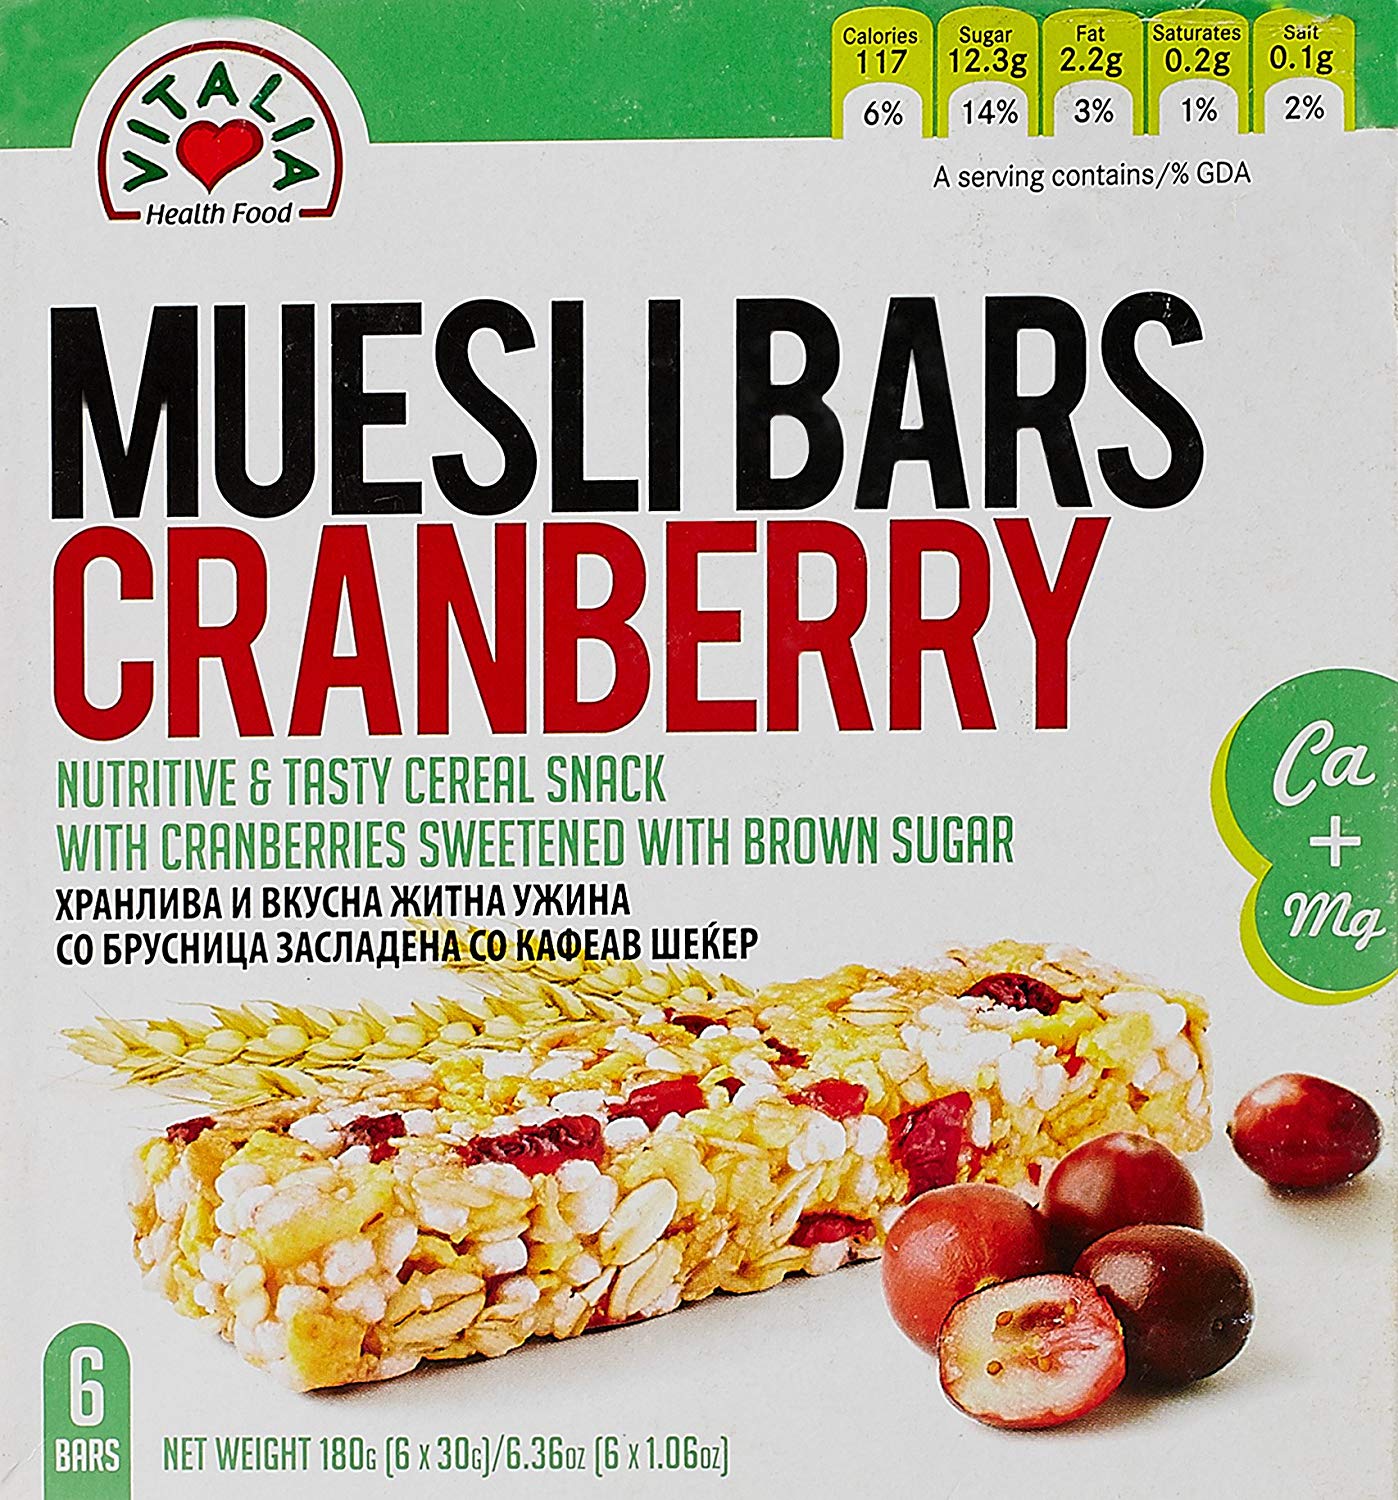 VITALIA
Health Food
Calories 117 6%
Sugar 12.3g 14%
Fat 2.2g 3%
Saturates 0.2g 1%
Salt 0.1g 2%
A serving contains/% GDA
MUESLI BARS
CRANBERRY
NUTRITIVE & TASTY CEREAL SNACK
WITH CRANBERRIES SWEETENED WITH BROWN SUGAR
ХРАНЛИВА И ВКУСНА ЖИТНА УЖИНА
СО БРУСНИЦА ЗАСЛАДЕНА СО КАФЕАВ ШЕЌЕР
Ca
+
Mg
6
BARS
NET WEIGHT 180G (6 X 30G)/6.36OZ (6 X 1.06OZ)